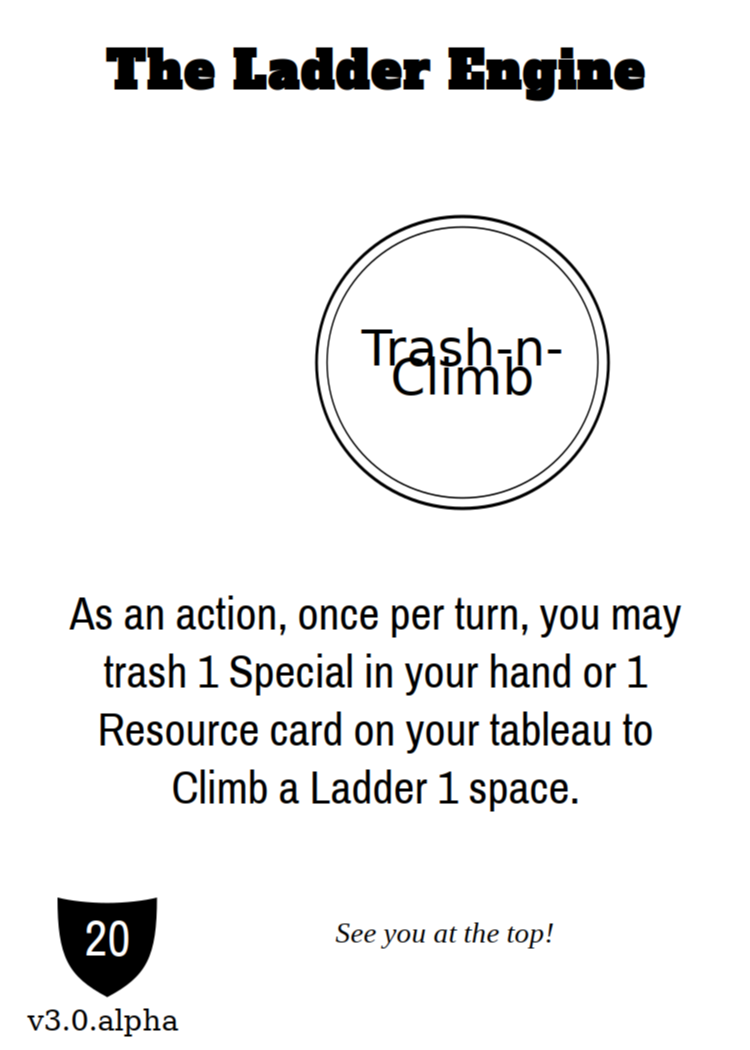 The Ladder Engine
Trash-n-
Climb
As an action, once per turn, you may
trash 1 Special in your hand or 1
Resource card on your tableau to
Climb a Ladder 1 space.
20
See you at the top!
v3.0.alpha